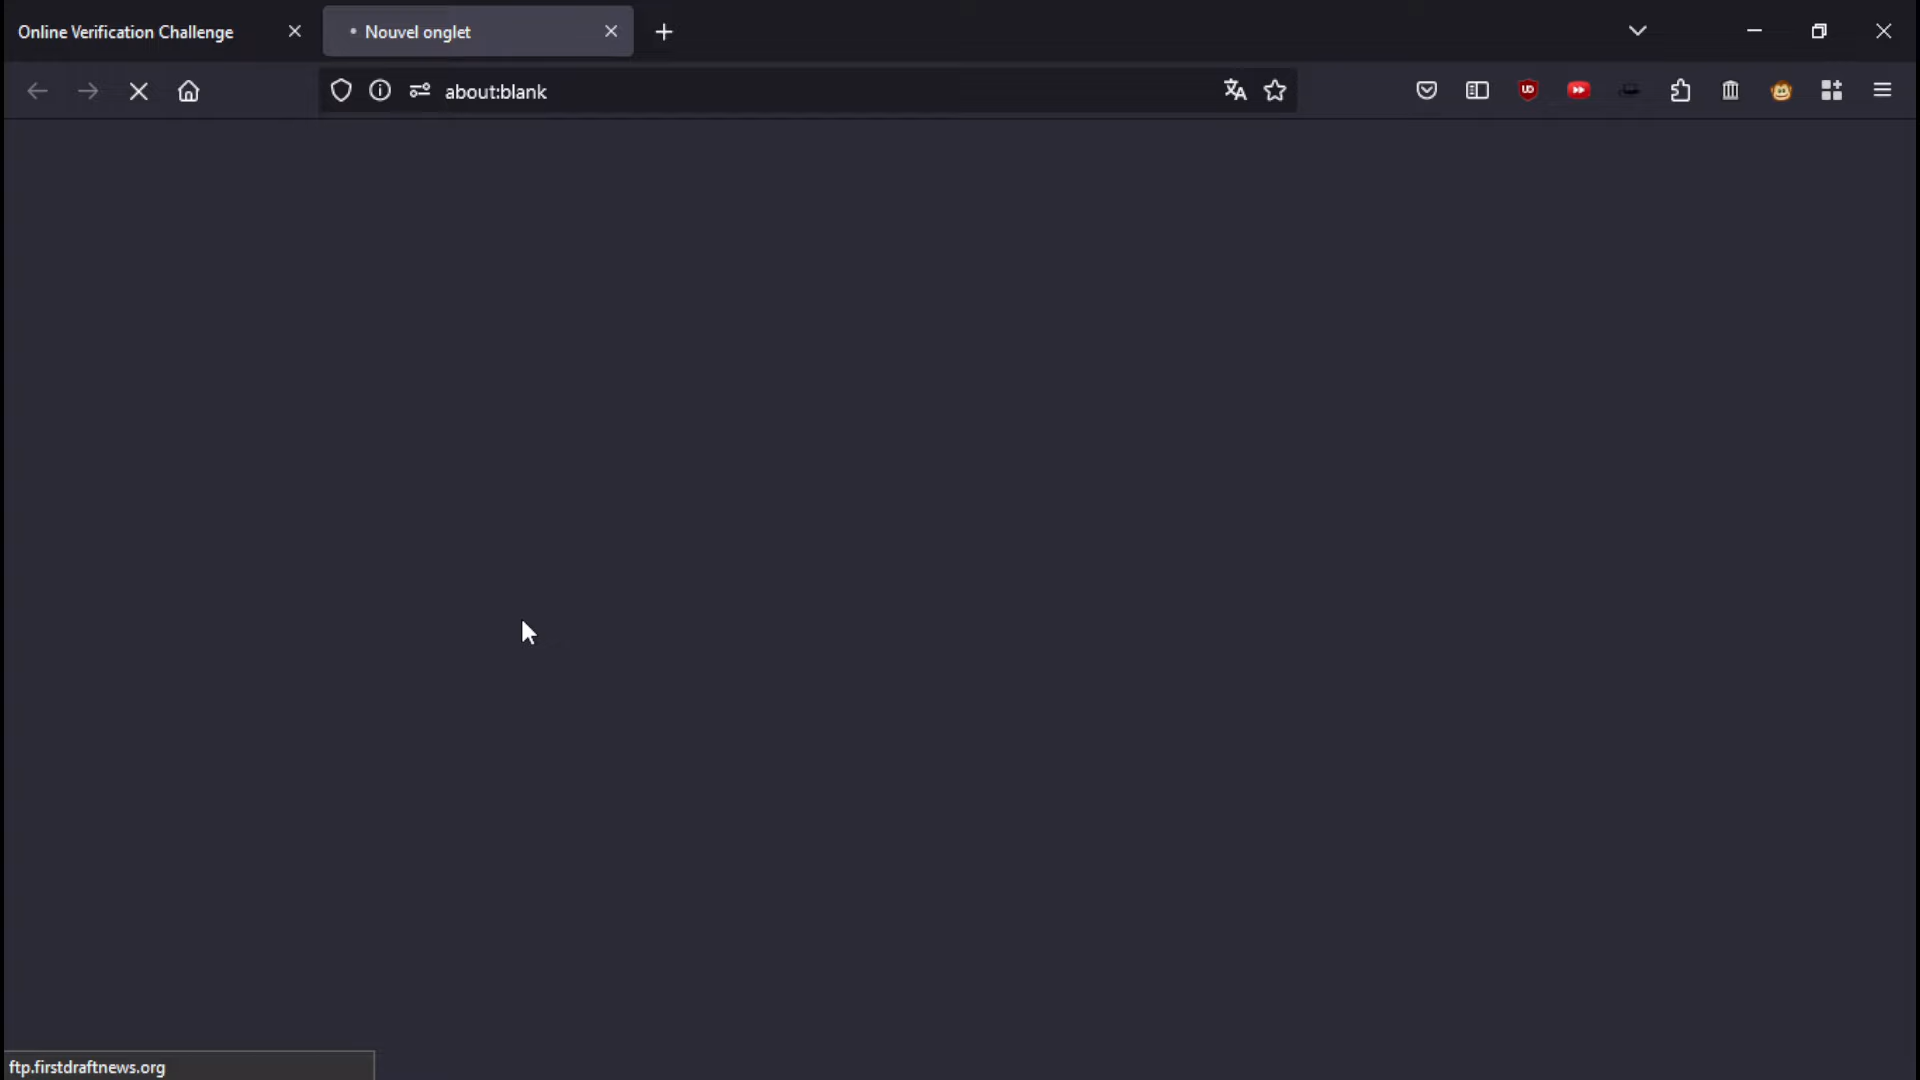 Online Verification Challenge
Nouvel onglet
about:blank
ftp.firstdraftnews.org